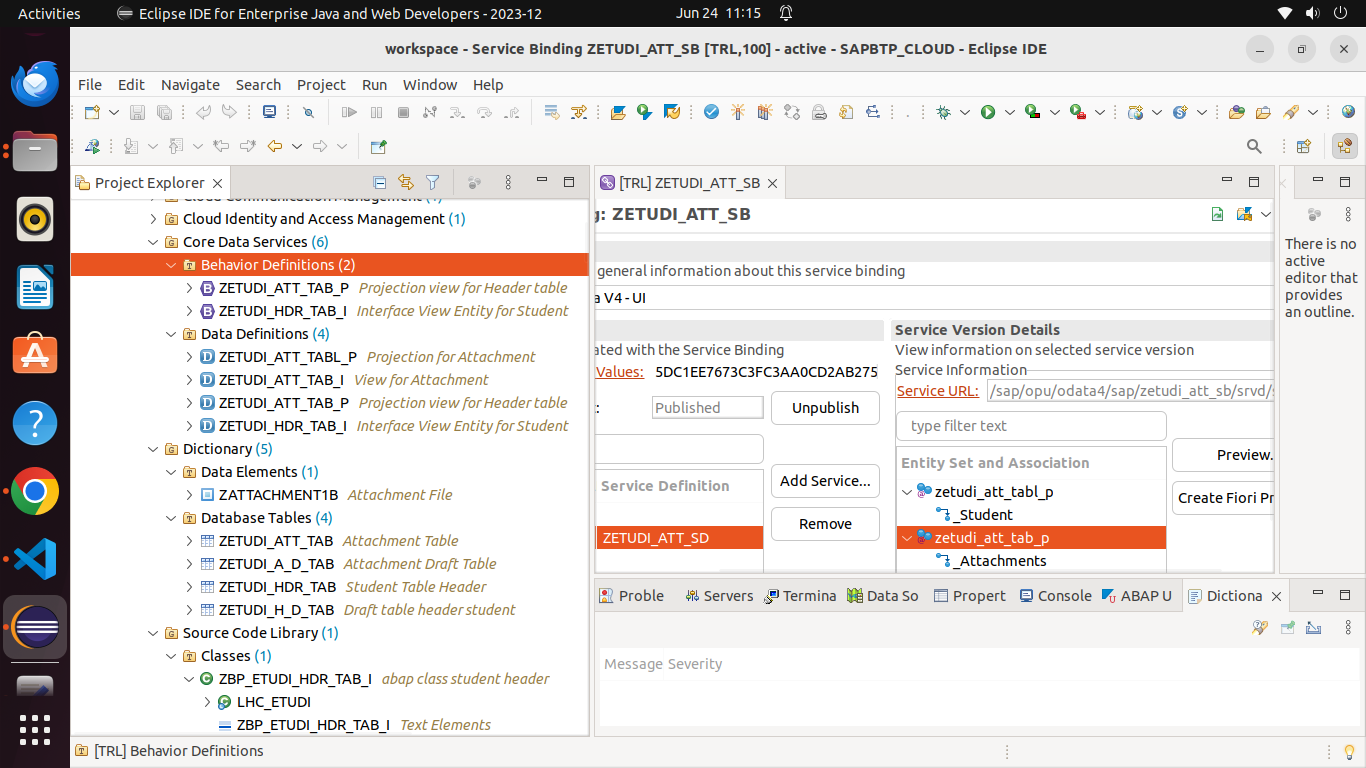 Activities
Eclipse IDE for Enterprise Java and Web Developers - 2023-12
Jun 24 11:15
workspace - Service Binding ZETUDI_ATT_SB [TRL,100] - active - SAPBTP_CLOUD - Eclipse IDE
File Edit Navigate Search Project Run Window Help
Project Explorer
Cloud Identity and Access Management (1)
Core Data Services (6)
Behavior Definitions (2)
ZETUDI_ATT_TAB_P Projection view for Header table
ZETUDI_HDR_TAB_I Interface View Entity for Student
Data Definitions (4)
ZETUDI_ATT_TABL_P Projection for Attachment
ZETUDI_ATT_TAB_I View for Attachment
ZETUDI_ATT_TAB_P Projection view for Header table
ZETUDI_HDR_TAB_I Interface View Entity for Student
Dictionary (5)
Data Elements (1)
ZATTACHMENT1B Attachment File
Database Tables (4)
ZETUDI_ATT_TAB Attachment Table
ZETUDI_A_D_TAB Attachment Draft Table
ZETUDI_HDR_TAB Student Table Header
ZETUDI_H_D_TAB Draft table header student
Source Code Library (1)
Classes (1)
ZBP_ETUDI_HDR_TAB_I abap class student header
LHC_ETUDI
ZBP_ETUDI_HDR_TAB_I Text Elements
[TRL] ZETUDI_ATT_SB
g: ZETUDI_ATT_SB
general information about this service binding
a V4 - UI
ated with the Service Binding
Values: 5DC1EE7673C3FC3AA0CD2AB275
: Published Unpublish
Service Definition
Add Service...
Remove
ZETUDI_ATT_SD
Service Version Details
View information on selected service version
Service Information
Service URL: /sap/opu/odata4/sap/zetudi_att_sb/srvd/
type filter text
Entity Set and Association
zetudi_att_tabl_p
_Student
zetudi_att_tab_p
_Attachments
Preview.
Create Fiori Pr
There is no
active
editor that
provides
an outline.
Proble Servers Termina Data So Propert Console ABAP U Dictiona
Message Severity
[TRL] Behavior Definitions